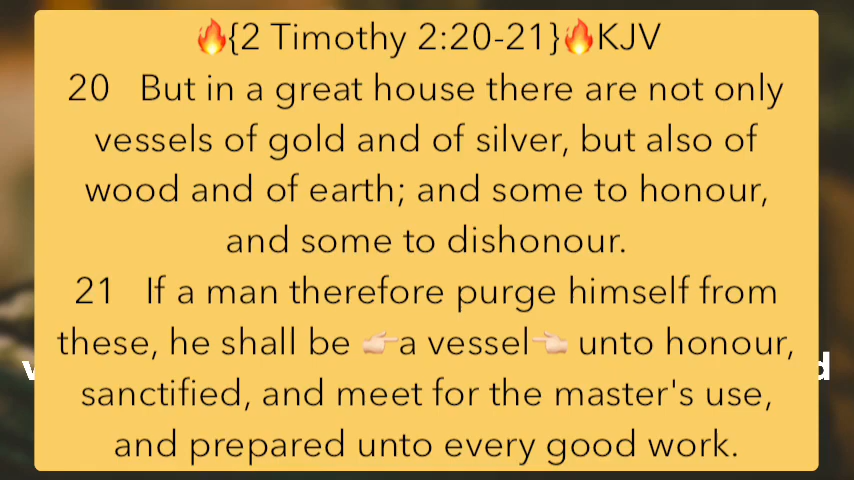 🔥{2 Timothy 2:20-21}🔥KJV
20 But in a great house there are not only
vessels of gold and of silver, but also of
wood and of earth; and some to honour,
and some to dishonour.
21 If a man therefore purge himself from
these, he shall be 👉a vessel👈 unto honour,
sanctified, and meet for the master's use,
and prepared unto every good work.